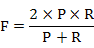 F = 2 × P × R / P + R